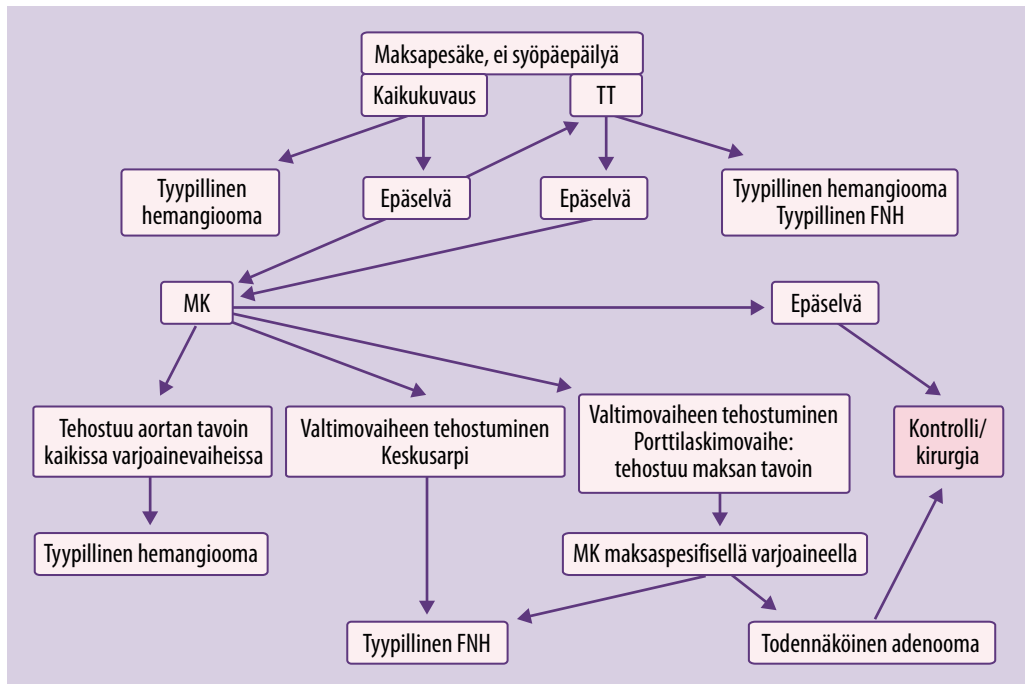 Maksapesäke, ei syöpäepäilyä
Kaikukuvaus
TT
Tyypillinen
hemangiooma
Epäselvä
Epäselvä
Tyypillinen hemangiooma
Tyypillinen FNH
MK
Epäselvä
Tehostuu aortan tavoin
kaikissa varjoainevaiheissa
Valtimovaiheen tehostuminen
Keskusarpi
Valtimovaiheen tehostuminen
Porttilaskimovaihe:
tehostuu maksan tavoin
Kontrolli/
kirurgia
Tyypillinen hemangiooma
MK maksaspesifisellä varjoaineella
Tyypillinen FNH
Todennäköinen adenooma